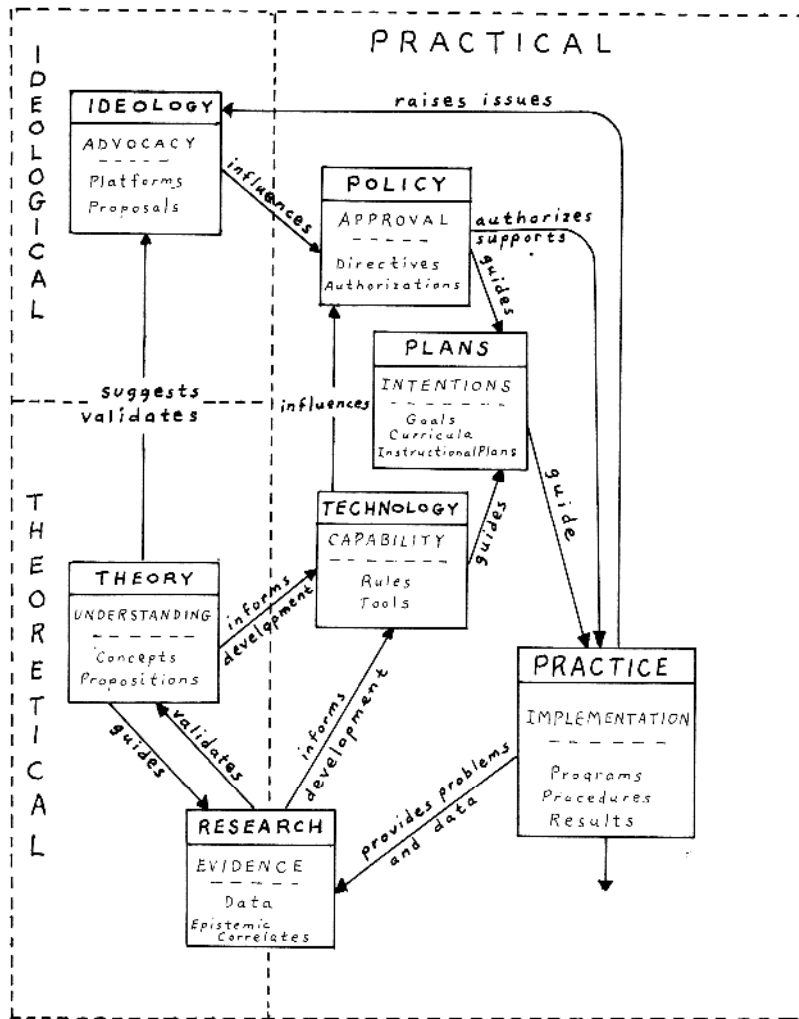 PRACTICAL
IDEOLOGICAL
IDEOLOGY
ADVOCACY
Platforms
Proposals
raises issues
influences
POLICY
APPROVAL
Directives
Authorizations
authorizes
supports
guides
PLANS
INTENTIONS
Goals
Curricula
Instructional Plans
suggests
validates
influences
guide
THEORETICAL
TECHNOLOGY
CAPABILITY
Rules
Tools
guides
THEORY
UNDERSTANDING
Concepts
Propositions
informs
development
PRACTICE
IMPLEMENTATION
Programs
Procedures
Results
guides
validates
informs
development
provides problems
and data
RESEARCH
EVIDENCE
Data
Epistemic
Correlates